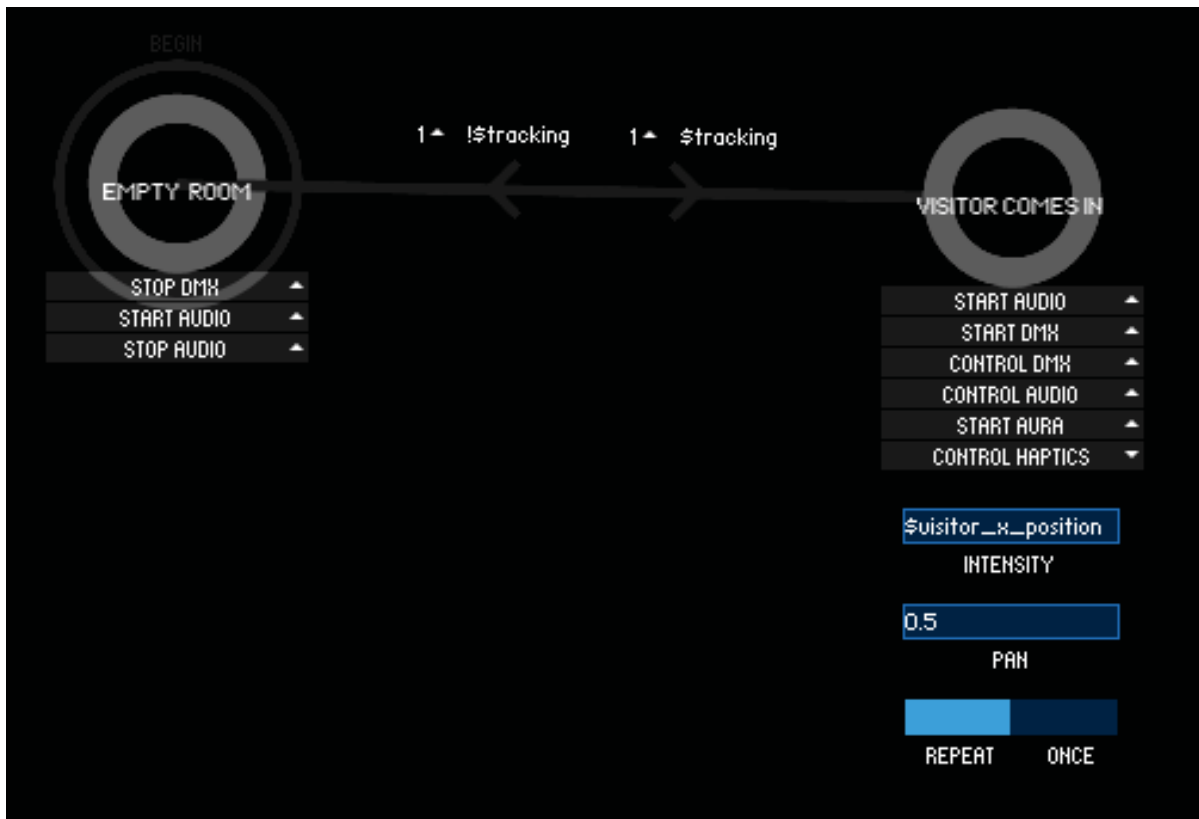 BEGIN
EMPTY ROOM
STOP DMX
START AUDIO
STOP AUDIO
1 !$tracking
1 $tracking
VISITOR COMES IN
START AUDIO
START DMX
CONTROL DMX
CONTROL AUDIO
START AURA
CONTROL HAPTICS
$visitor_x_position
INTENSITY
0.5
PAN
REPEAT ONCE